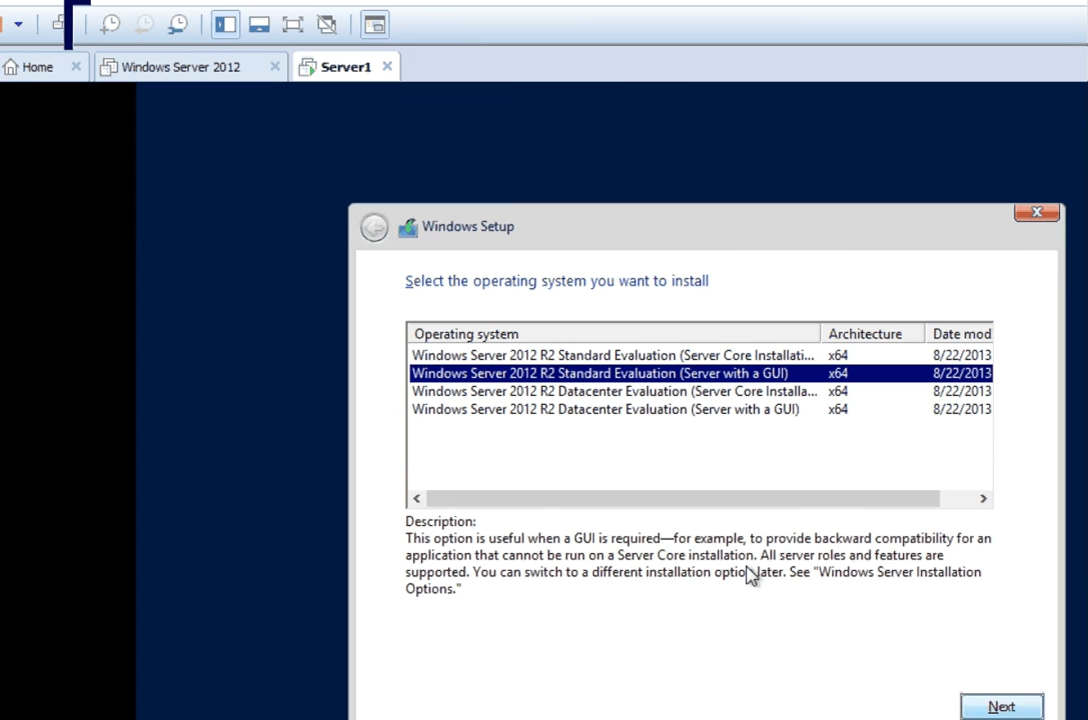 Home
Windows Server 2012
Server1
Windows Setup
Select the operating system you want to install
Operating system Architecture Date mod
Windows Server 2012 R2 Standard Evaluation (Server Core Installati... x64 8/22/2013
Windows Server 2012 R2 Standard Evaluation (Server with a GUI) x64 8/22/2013
Windows Server 2012 R2 Datacenter Evaluation (Server Core Installa... x64 8/22/2013
Windows Server 2012 R2 Datacenter Evaluation (Server with a GUI) x64 8/22/2013
Description:
This option is useful when a GUI is required—for example, to provide backward compatibility for an
application that cannot be run on a Server Core installation. All server roles and features are
supported. You can switch to a different installation option later. See "Windows Server Installation
Options."
Next